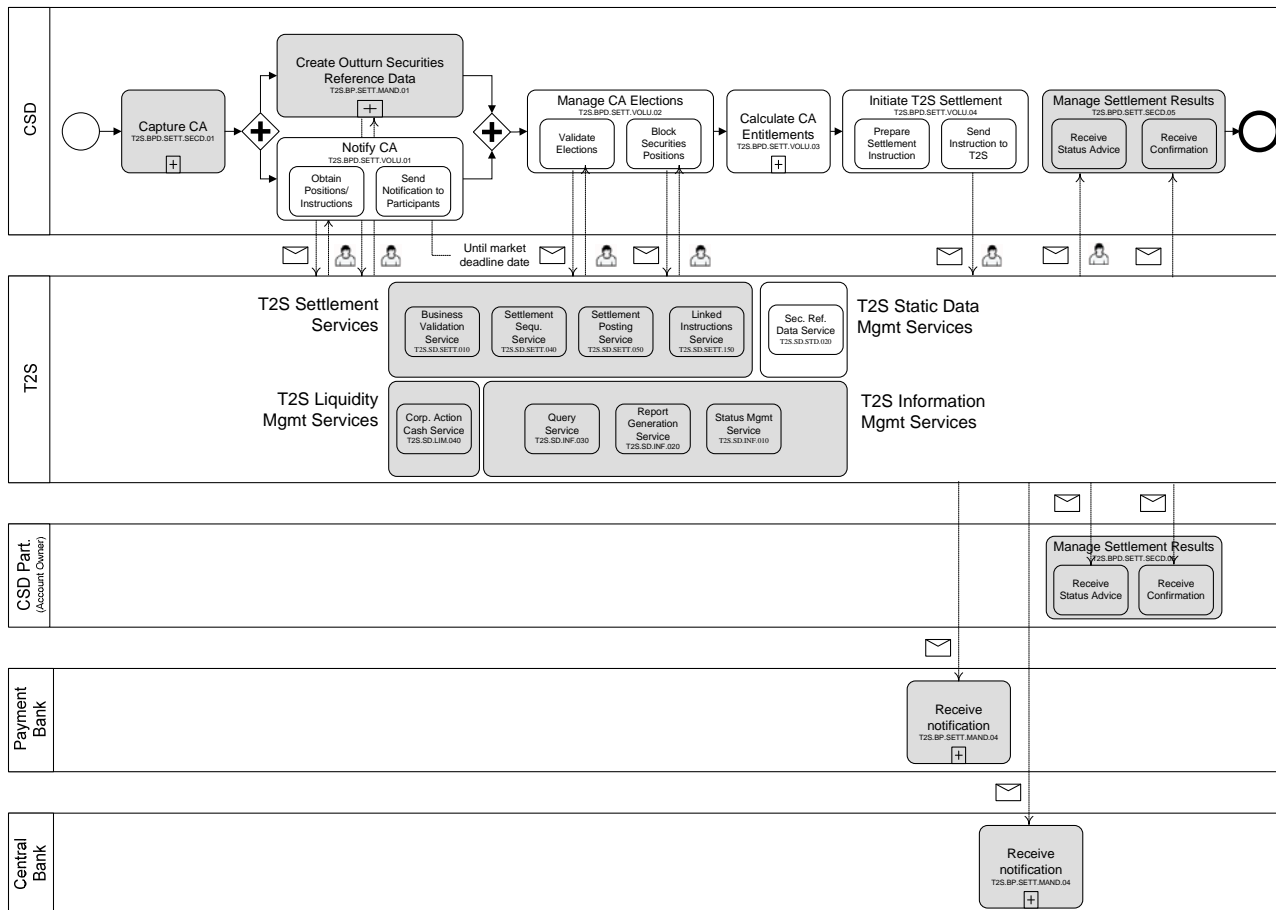 CSD
Capture CA
T2S.BPD.SETT.SECD.01
Create Outturn Securities
Reference Data
T2S.BP.SETT.MAND.01
Notify CA
T2S.BPD.SETT.VOLU.01
Obtain
Positions/
Instructions
Send
Notification to
Participants
Manage CA Elections
T2S.BPD.SETT.VOLU.02
Validate
Elections
Block
Securities
Positions
Calculate CA
Entitlements
T2S.BPD.SETT.VOLU.03
Initiate T2S Settlement
T2S.BPD.SETT.VOLU.04
Prepare
Settlement
Instruction
Send
Instruction to
T2S
Manage Settlement Results
T2S.BPD.SETT.SECD.05
Receive
Status Advice
Receive
Confirmation
Until market
deadline date
T2S
T2S Settlement
Services
Business
Validation
Service
T2S.SD.SETT.010
Settlement
Sequ.
Service
T2S.SD.SETT.040
Settlement
Posting
Service
T2S.SD.SETT.050
Linked
Instructions
Service
T2S.SD.SETT.150
Sec. Ref.
Data Service
T2S.SD.STD.020
T2S Static Data
Mgmt Services
T2S Liquidity
Mgmt Services
Corp. Action
Cash Service
T2S.SD.LIM.040
Query
Service
T2S.SD.INF.030
Report
Generation
Service
T2S.SD.INF.020
Status Mgmt
Service
T2S.SD.INF.010
T2S Information
Mgmt Services
CSD Part.
(Account Owner)
Manage Settlement Results
Receive
Status Advice
Receive
Confirmation
Payment
Bank
Receive
notification
T2S.BP.SETT.MAND.04
Central
Bank
Receive
notification
T2S.BP.SETT.MAND.04